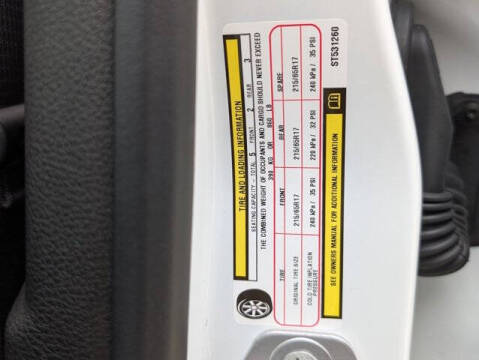 TIRE AND LOADING INFORMATION
SEATING CAPACITY - TOTAL 5 FRONT 2 REAR 3
THE COMBINED WEIGHT OF OCCUPANTS AND CARGO SHOULD NEVER EXCEED
390 KG OR 860 LB
TIRE FRONT REAR SPARE
ORIGINAL TIRE SIZE 215/65R17 215/65R17 215/65R17
COLD TIRE INFLATION PRESSURE 240 kPa / 35 PSI 220 kPa / 32 PSI 240 kPa / 35 PSI
SEE OWNERS MANUAL FOR ADDITIONAL INFORMATION
ST531260